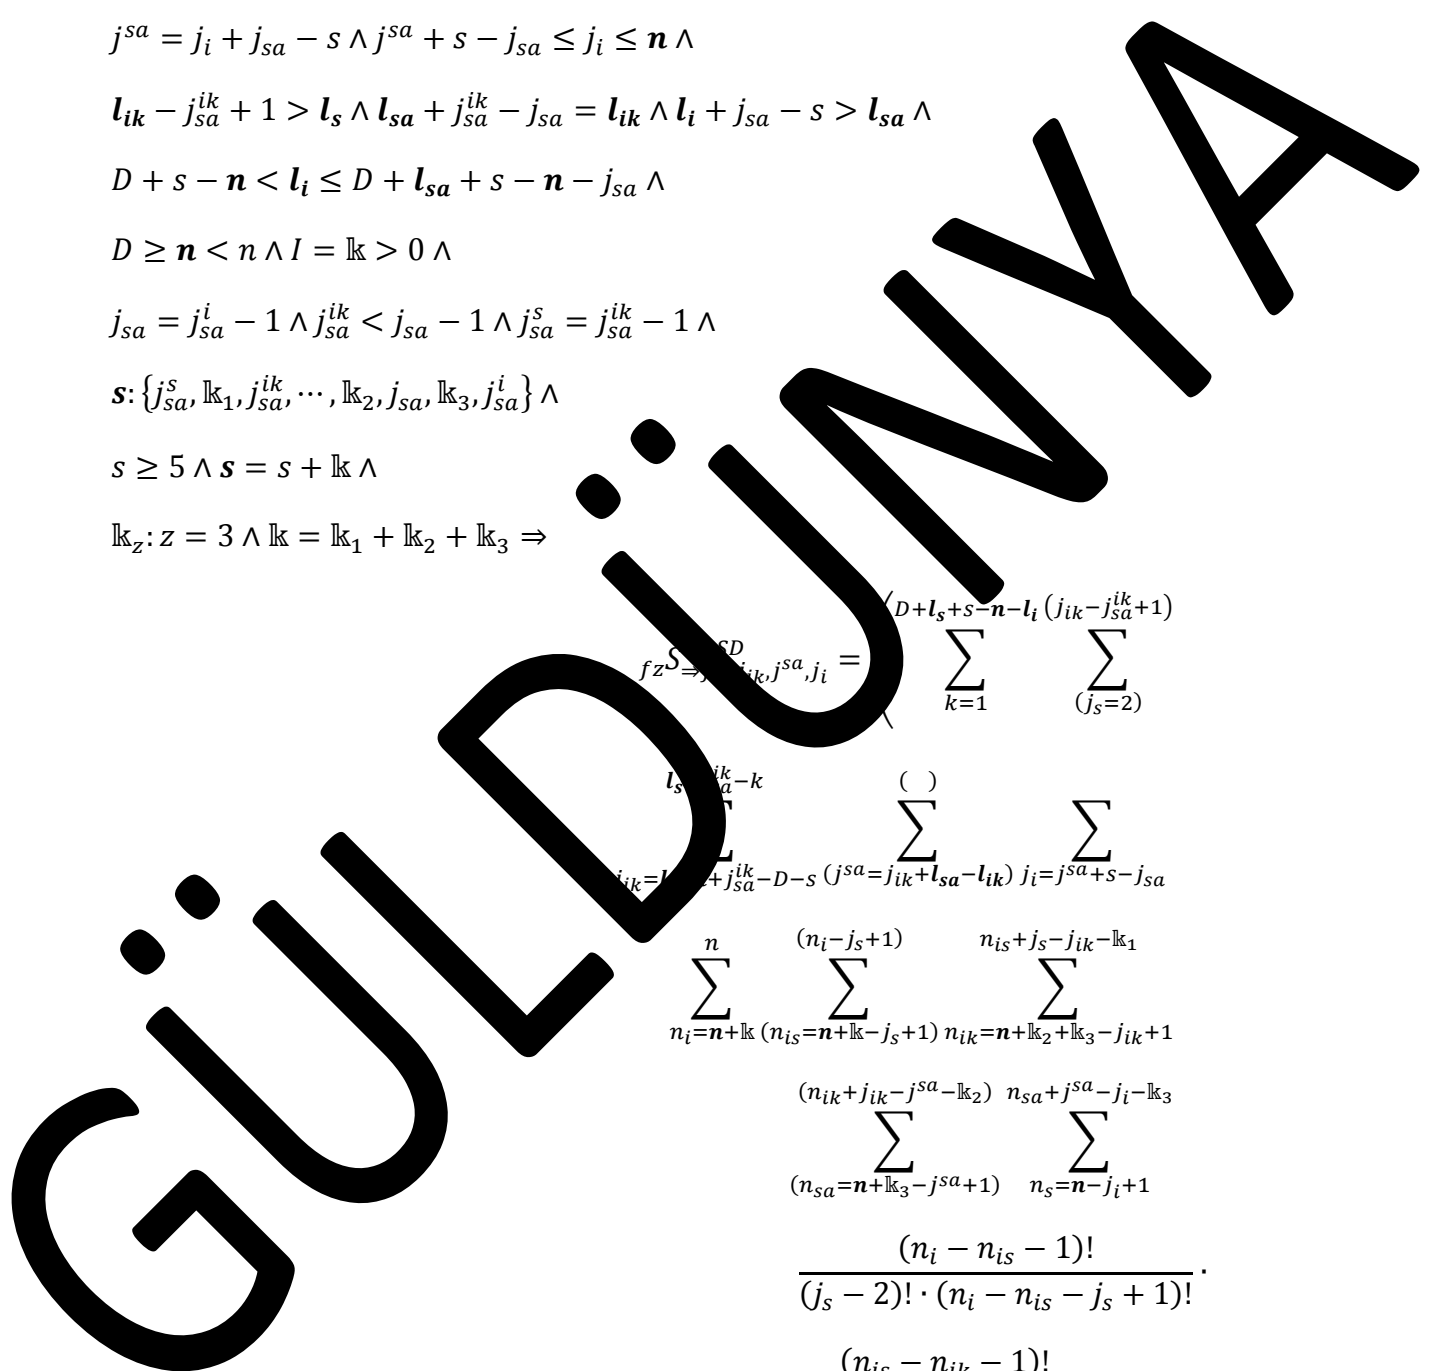 j^{sa} = j_i + j_{sa} − s ∧ j^{sa} + s − j_{sa} ≤ j_i ≤ n ∧
l_{ik} − j_{sa}^{ik} + 1 > l_s ∧ l_{sa} + j_{sa}^{ik} − j_{sa} = l_{ik} ∧ l_i + j_{sa} − s > l_{sa} ∧
D + s − n < l_i ≤ D + l_{sa} + s − n − j_{sa} ∧
D ≥ n < n ∧ I = 𝕜 > 0 ∧
j_{sa} = j_{sa}^i − 1 ∧ j_{sa}^{ik} < j_{sa} − 1 ∧ j_{sa}^s = j_{sa}^{ik} − 1 ∧
s: {j_{sa}^s, 𝕜_1, j_{sa}^{ik}, ⋯ , 𝕜_2, j_{sa}, 𝕜_3, j_{sa}^i} ∧
s ≥ 5 ∧ s = s + 𝕜 ∧
𝕜_z: z = 3 ∧ 𝕜 = 𝕜_1 + 𝕜_2 + 𝕜_3 ⇒
D+l_s+s−n−l_i (j_{ik}−j_{sa}^{ik}+1)
= ( ∑ ∑
k=1 (j_s=2)
( )
∑ ∑
(j^{sa}=j_{ik}+l_{sa}−l_{ik}) j_i=j^{sa}+s−j_{sa}
n (n_i−j_s+1) n_{is}+j_s−j_{ik}−𝕜_1
∑ ∑ ∑
n_i=n+𝕜 (n_{is}=n+𝕜−j_s+1) n_{ik}=n+𝕜_2+𝕜_3−j_{ik}+1
(n_{ik}+j_{ik}−j^{sa}−𝕜_2) n_{sa}+j^{sa}−j_i−𝕜_3
∑ ∑
(n_{sa}=n+𝕜_3−j^{sa}+1) n_s=n−j_i+1
(n_i − n_{is} − 1)!
(j_s − 2)! · (n_i − n_{is} − j_s + 1)! ·
(n_{is} − n_{ik} − 1)!
GÜLDÜNYA